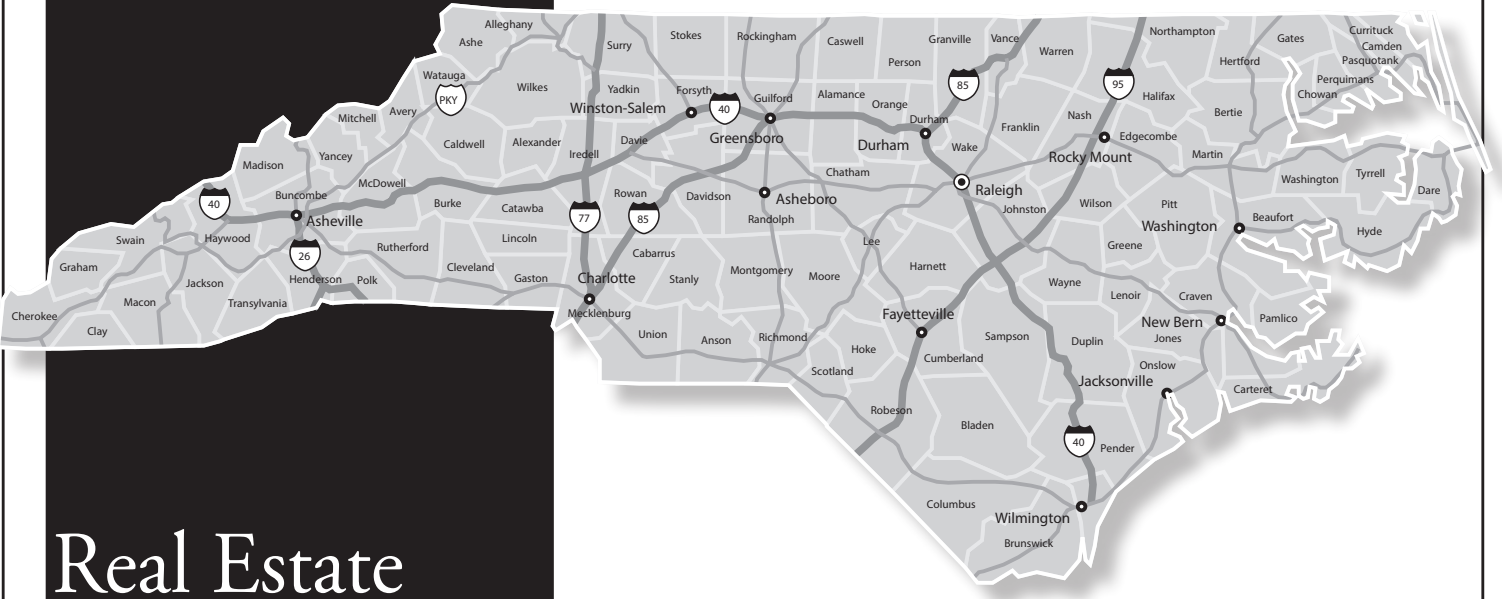 Alleghany
Ashe
Surry
Stokes
Rockingham
Caswell
Person
Granville
Vance
Warren
Northampton
Gates
Currituck
Camden
Pasquotank
Perquimans
Chowan
Hertford
Halifax
Bertie
Watauga
PKY
Wilkes
Yadkin
Forsyth
40
Guilford
Alamance
Orange
Durham
85
95
Nash
Franklin
Edgecombe
Martin
Winston-Salem
Greensboro
Durham
Rocky Mount
Avery
Mitchell
Yancey
Madison
Caldwell
Alexander
Iredell
Davie
Wake
Chatham
Washington
Tyrrell
Dare
McDowell
Buncombe
40
Asheville
Burke
Catawba
77
Rowan
85
Davidson
Asheboro
Randolph
Raleigh
Johnston
Wilson
Pitt
Washington
Beaufort
Hyde
Swain
Haywood
26
Rutherford
Lincoln
Cabarrus
Lee
Greene
Graham
Jackson
Henderson
Polk
Cleveland
Gaston
Charlotte
Stanly
Montgomery
Moore
Harnett
Wayne
Lenoir
Craven
Cherokee
Macon
Clay
Transylvania
Mecklenburg
Union
Anson
Richmond
Fayetteville
Hoke
Scotland
Cumberland
Sampson
Duplin
New Bern
Jones
Pamlico
Onslow
Jacksonville
Carteret
Robeson
Bladen
40
Pender
Columbus
Wilmington
Brunswick
Real Estate